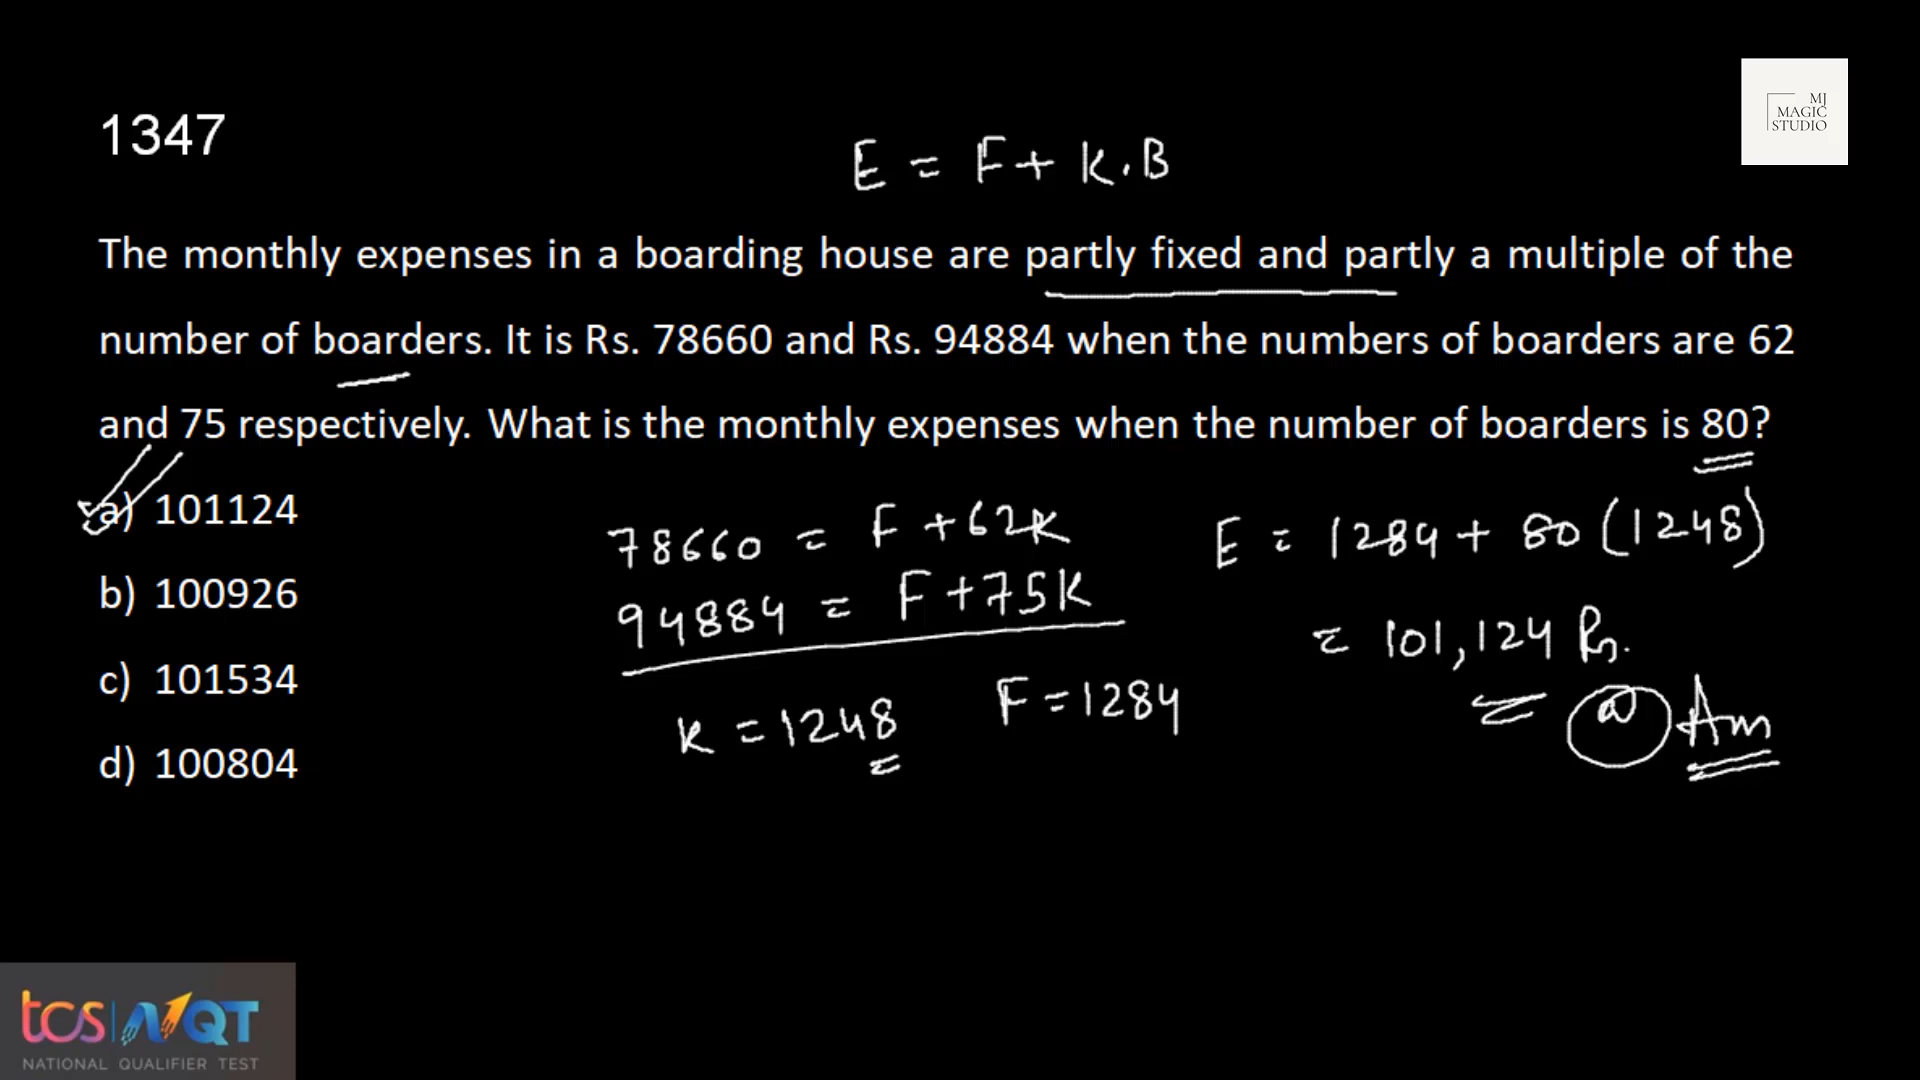 MJ
MAGIC
STUDIO
1347
E = F + K.B
The monthly expenses in a boarding house are partly fixed and partly a multiple of the
number of boarders. It is Rs. 78660 and Rs. 94884 when the numbers of boarders are 62
and 75 respectively. What is the monthly expenses when the number of boarders is 80?
a) 101124
b) 100926
c) 101534
d) 100804
78660 = F + 62K
94884 = F + 75K
K = 1248 F = 1284
E = 1284 + 80 (1248)
= 101,124 Rs.
a Ans
tcs NQT
NATIONAL QUALIFIER TEST